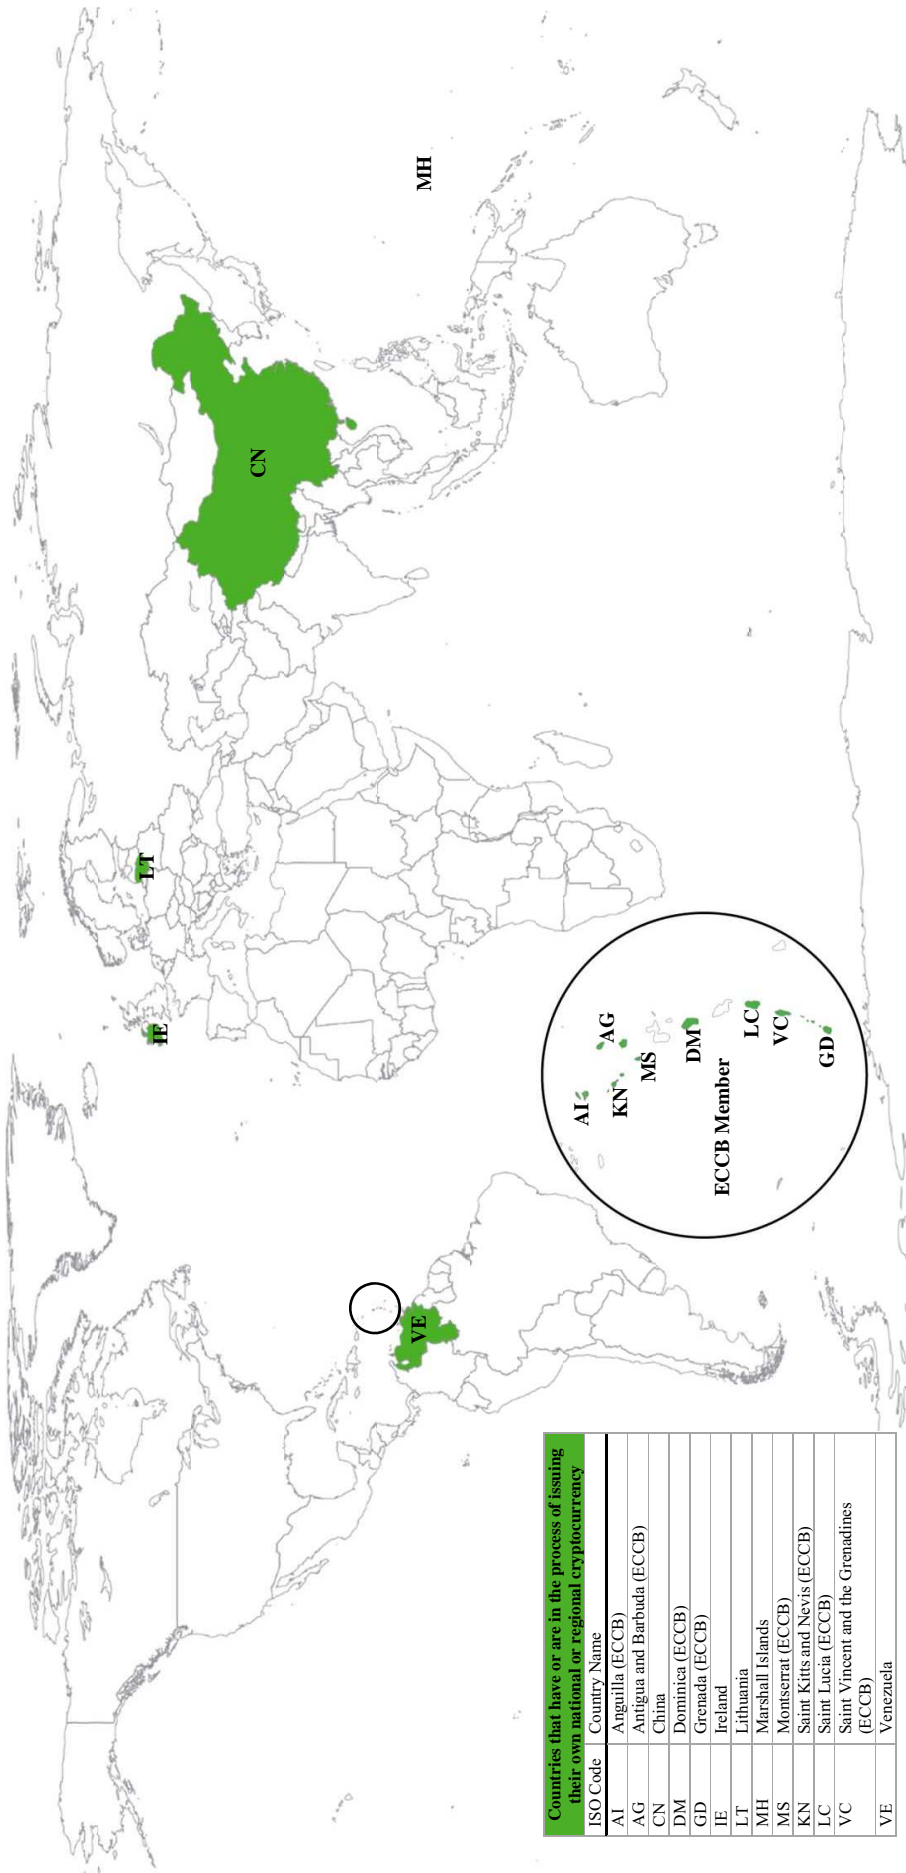 MH
CN
LT
IE
VE
AI
AG
KN
MS
DM
ECCB Member
LC
VC
GD
Countries that have or are in the process of issuing
their own national or regional cryptocurrency
ISO Code Country Name
AI Anguilla (ECCB)
AG Antigua and Barbuda (ECCB)
CN China
DM Dominica (ECCB)
GD Grenada (ECCB)
IE Ireland
LT Lithuania
MH Marshall Islands
MS Montserrat (ECCB)
KN Saint Kitts and Nevis (ECCB)
LC Saint Lucia (ECCB)
VC Saint Vincent and the Grenadines
(ECCB)
VE Venezuela